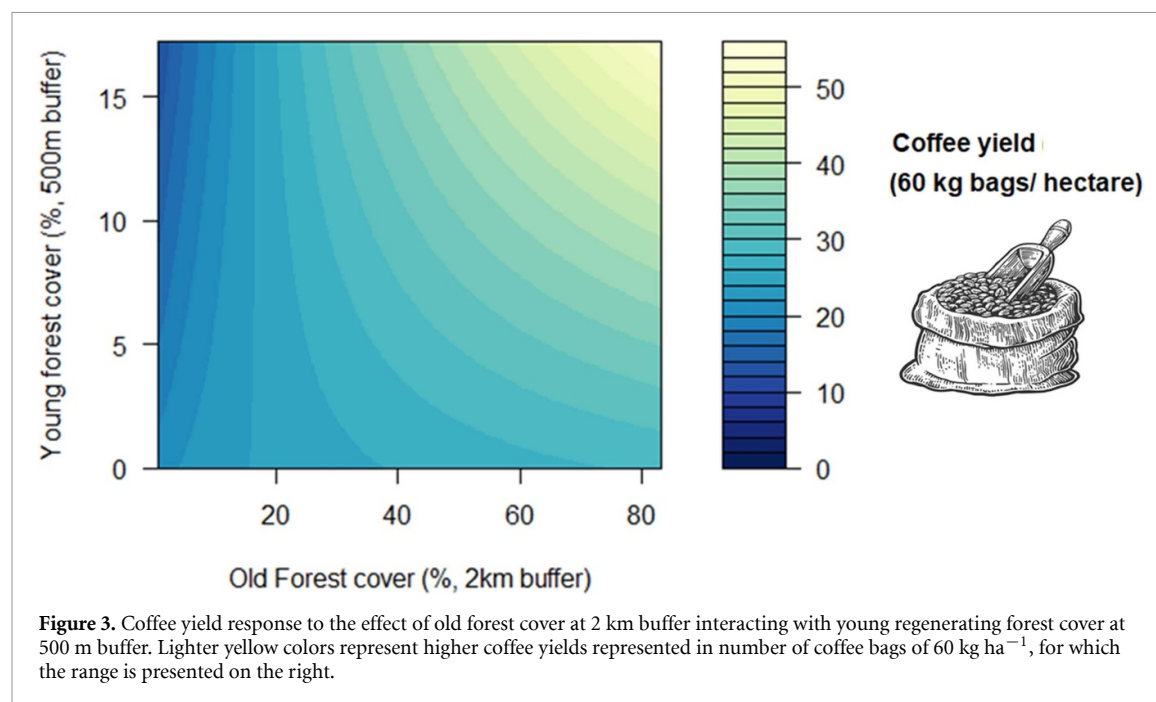 Young forest cover (%, 500m buffer)
15
10
5
0
20
40
60
80
Old Forest cover (%, 2km buffer)
50
40
30
20
10
0
Coffee yield
(60 kg bags/ hectare)
Figure 3. Coffee yield response to the effect of old forest cover at 2 km buffer interacting with young regenerating forest cover at
500 m buffer. Lighter yellow colors represent higher coffee yields represented in number of coffee bags of 60 kg ha−1, for which
the range is presented on the right.